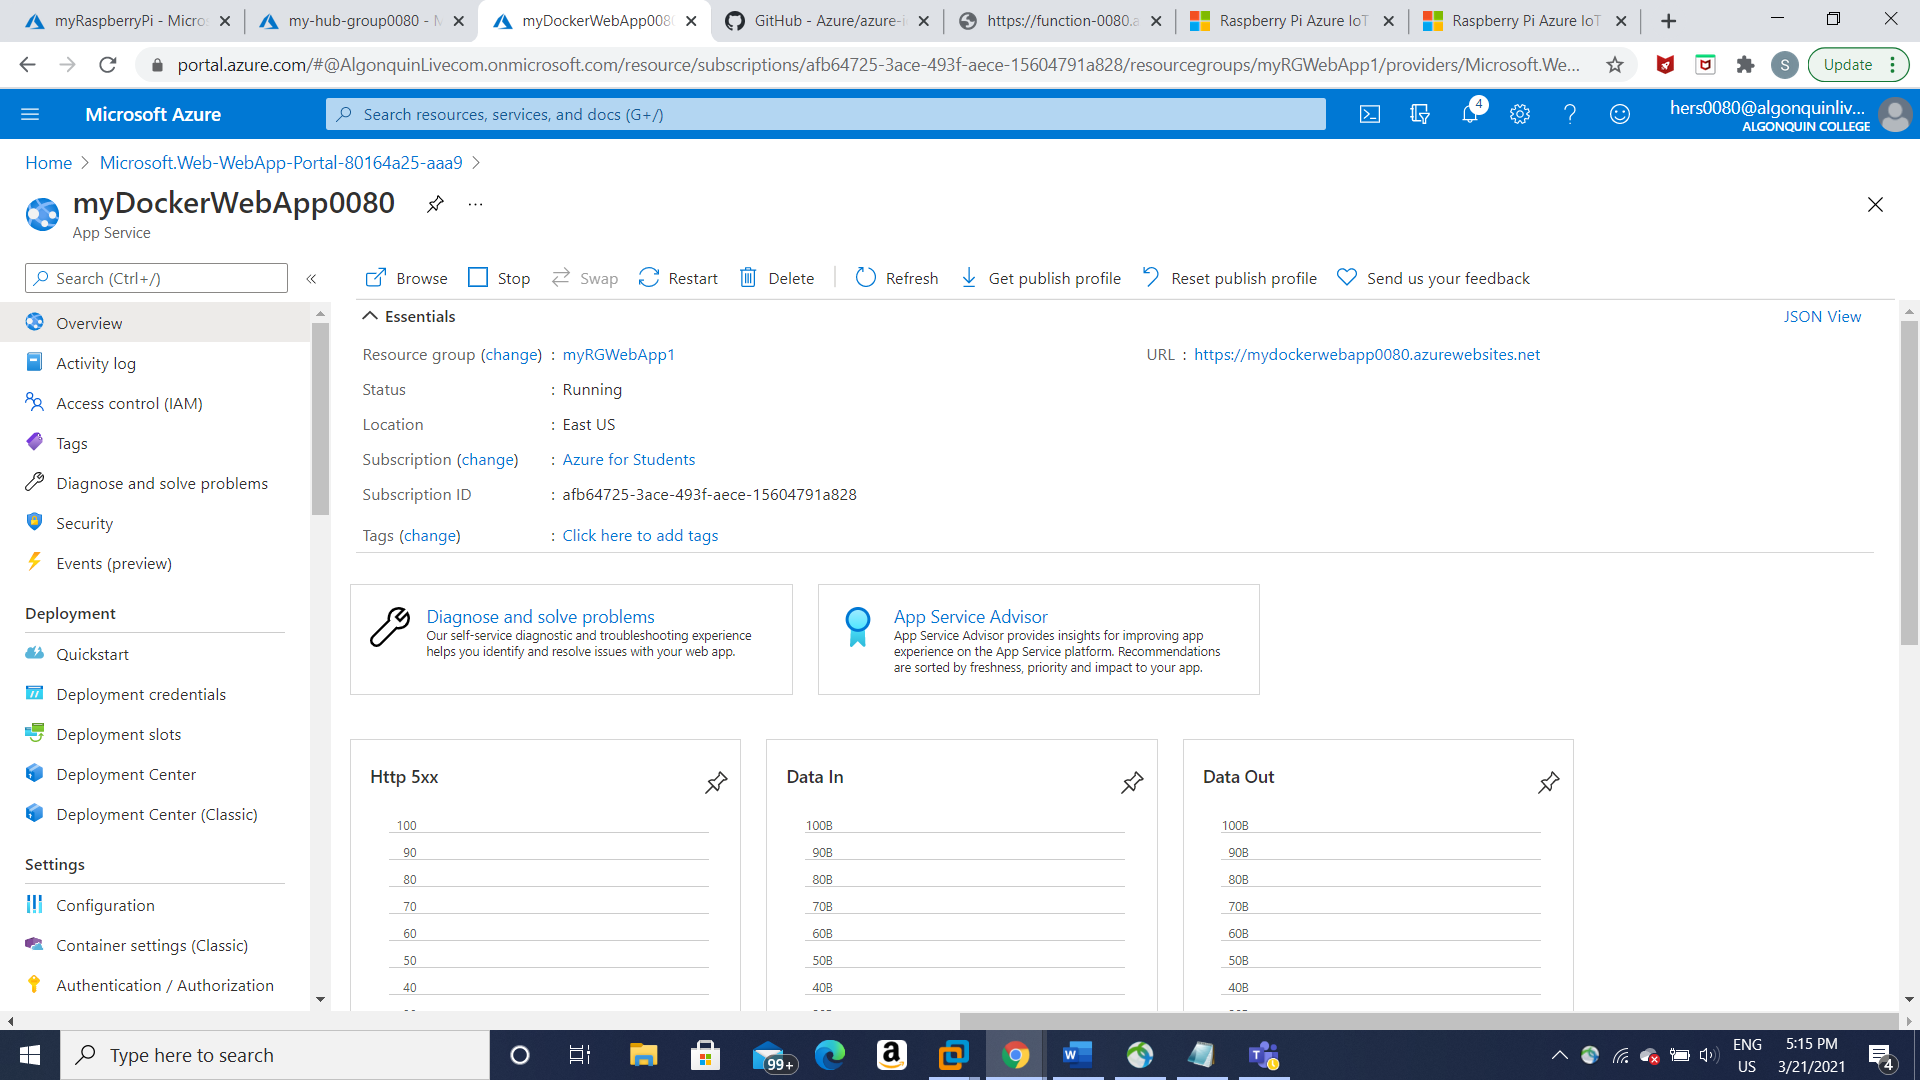 myRaspberryPi - Micros
my-hub-group0080 - M
myDockerWebApp0080
GitHub - Azure/azure-i
https://function-0080.a
Raspberry Pi Azure IoT
Raspberry Pi Azure IoT
portal.azure.com/#@AlgonquinLivecom.onmicrosoft.com/resource/subscriptions/afb64725-3ace-493f-aece-15604791a828/resourcegroups/myRGWebApp1/providers/Microsoft.We...
S
Update
Microsoft Azure
Search resources, services, and docs (G+/)
4
hers0080@algonquinliv...
ALGONQUIN COLLEGE
Home > Microsoft.Web-WebApp-Portal-80164a25-aaa9 >
myDockerWebApp0080
...
App Service
Search (Ctrl+/)
«
Browse
Stop
Swap
Restart
Delete
Refresh
Get publish profile
Reset publish profile
Send us your feedback
Overview
Activity log
Access control (IAM)
Tags
Diagnose and solve problems
Security
Events (preview)
Deployment
Quickstart
Deployment credentials
Deployment slots
Deployment Center
Deployment Center (Classic)
Settings
Configuration
Container settings (Classic)
Authentication / Authorization
Essentials
JSON View
Resource group (change) : myRGWebApp1
URL : https://mydockerwebapp0080.azurewebsites.net
Status : Running
Location : East US
Subscription (change) : Azure for Students
Subscription ID : afb64725-3ace-493f-aece-15604791a828
Tags (change) : Click here to add tags
Diagnose and solve problems
Our self-service diagnostic and troubleshooting experience
helps you identify and resolve issues with your web app.
App Service Advisor
App Service Advisor provides insights for improving app
experience on the App Service platform. Recommendations
are sorted by freshness, priority and impact to your app.
Http 5xx
100
90
80
70
60
50
40
Data In
100B
90B
80B
70B
60B
50B
40B
Data Out
100B
90B
80B
70B
60B
50B
40B
Type here to search
99+
ENG
US
5:15 PM
3/21/2021
4